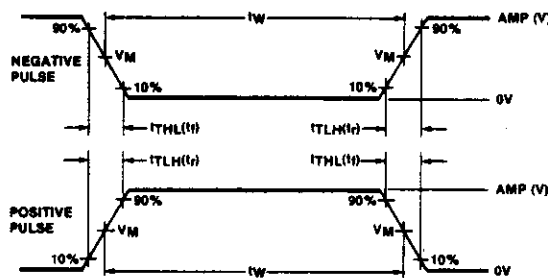 tW
AMP (V)
90%
90%
VM
VM
NEGATIVE
PULSE
10%
10%
0V
tTHL(tf)
tTLH(tr)
tTLH(tr)
tTHL(tf)
AMP (V)
90%
90%
POSITIVE
PULSE
VM
VM
10%
10%
tW
0V